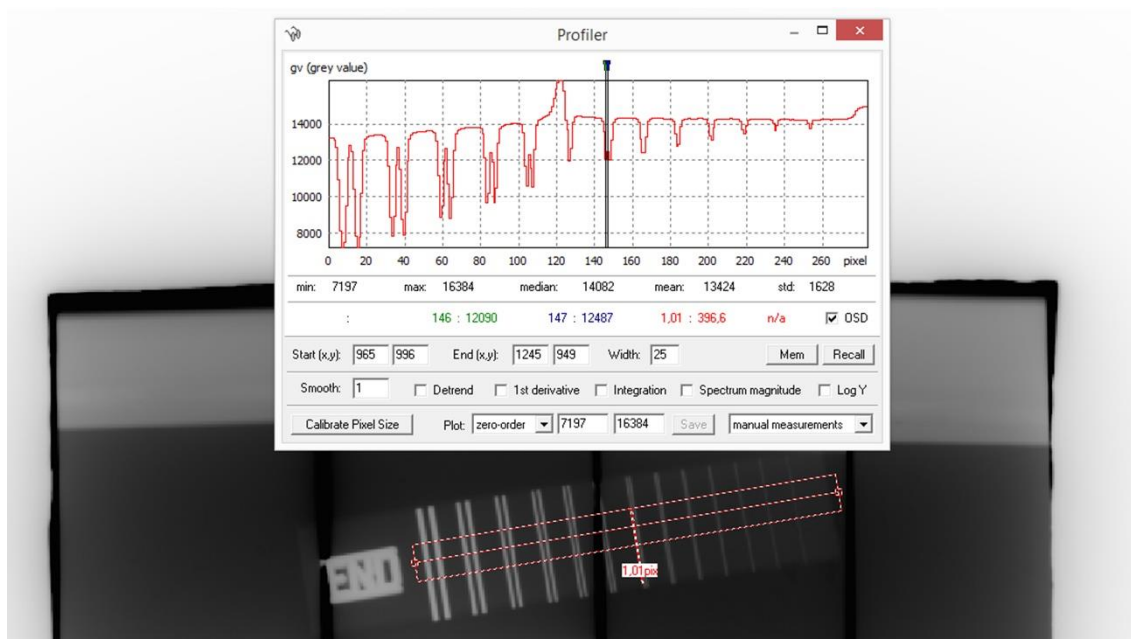 Profiler
gv (grey value)
14000
12000
10000
8000
0 20 40 60 80 100 120 140 160 180 200 220 240 260 pixel
min: 7197 max: 16384 median: 14082 mean: 13424 std: 1628
: 146 : 12090 147 : 12487 1,01 : 396,6 n/a OSD
Start (x,y): 965 996 End (x,y): 1245 949 Width: 25 Mem Recall
Smooth: 1 Detrend 1st derivative Integration Spectrum magnitude Log Y
Calibrate Pixel Size Plot: zero-order 7197 16384 Save manual measurements
1,01pix
END